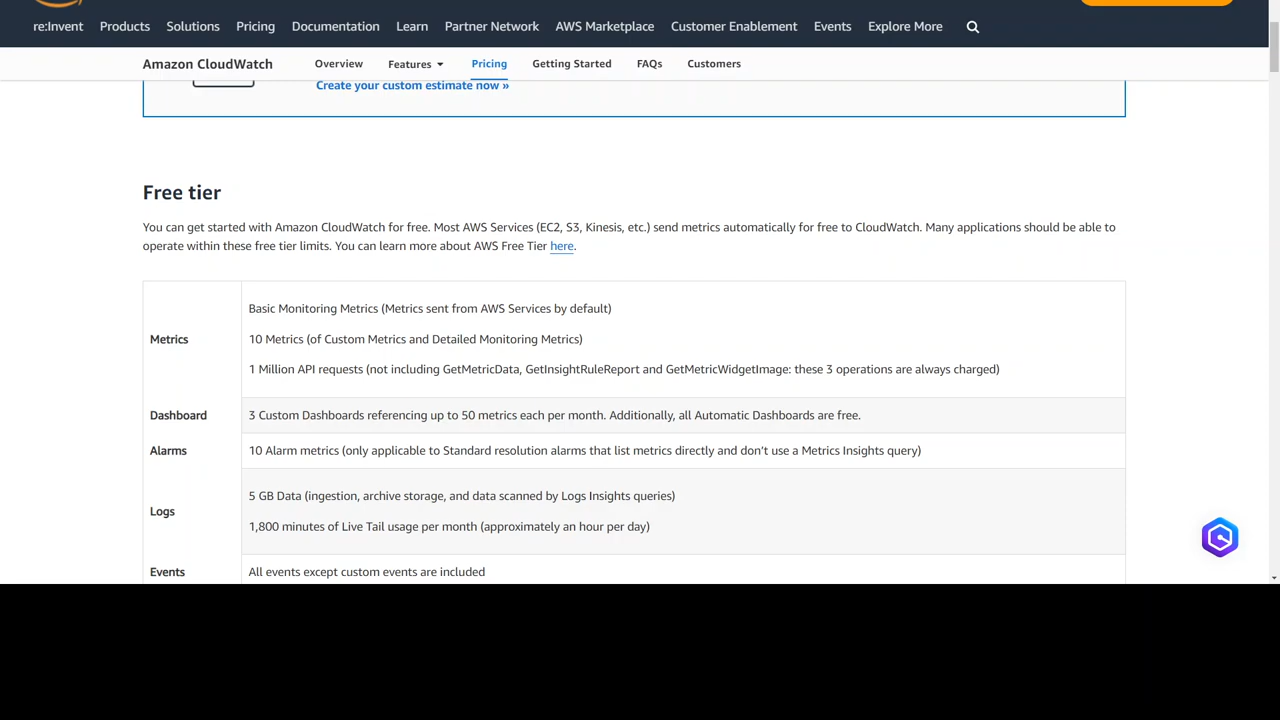 re:Invent Products Solutions Pricing Documentation Learn Partner Network AWS Marketplace Customer Enablement Events Explore More
Amazon CloudWatch Overview Features Pricing Getting Started FAQs Customers
Create your custom estimate now »
Free tier
You can get started with Amazon CloudWatch for free. Most AWS Services (EC2, S3, Kinesis, etc.) send metrics automatically for free to CloudWatch. Many applications should be able to
operate within these free tier limits. You can learn more about AWS Free Tier here.
Metrics
Basic Monitoring Metrics (Metrics sent from AWS Services by default)
10 Metrics (of Custom Metrics and Detailed Monitoring Metrics)
1 Million API requests (not including GetMetricData, GetInsightRuleReport and GetMetricWidgetImage: these 3 operations are always charged)
Dashboard 3 Custom Dashboards referencing up to 50 metrics each per month. Additionally, all Automatic Dashboards are free.
Alarms 10 Alarm metrics (only applicable to Standard resolution alarms that list metrics directly and don’t use a Metrics Insights query)
Logs
5 GB Data (ingestion, archive storage, and data scanned by Logs Insights queries)
1,800 minutes of Live Tail usage per month (approximately an hour per day)
Events All events except custom events are included